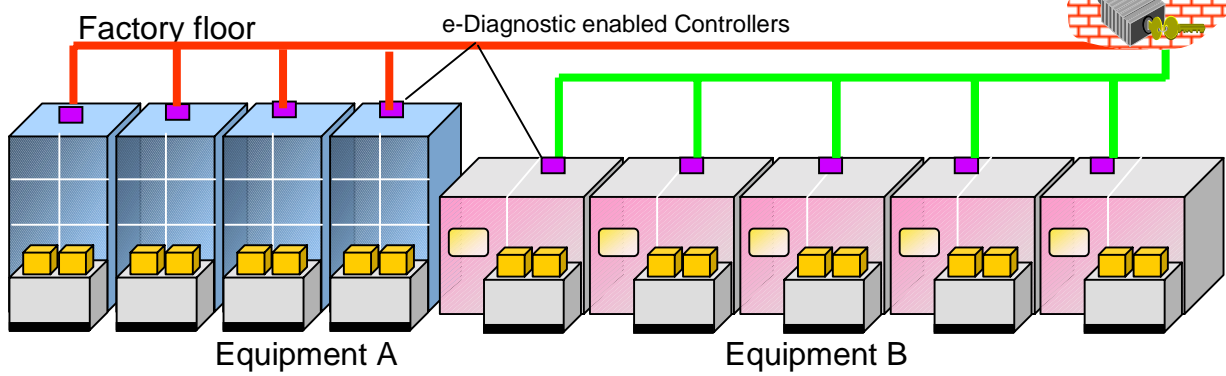 Factory floor
e-Diagnostic enabled Controllers
Equipment A
Equipment B